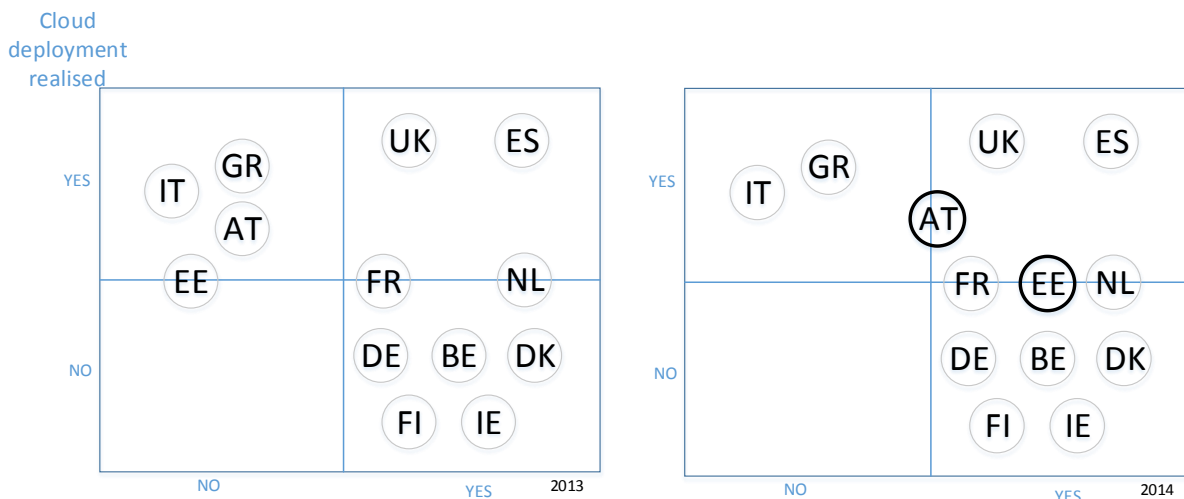 Cloud
deployment
realised
YES
NO
UK
ES
GR
IT
AT
EE
FR
NL
DE
BE
DK
FI
IE
NO
YES
2013
YES
NO
UK
ES
GR
IT
AT
FR
EE
NL
DE
BE
DK
FI
IE
NO
YES
2014